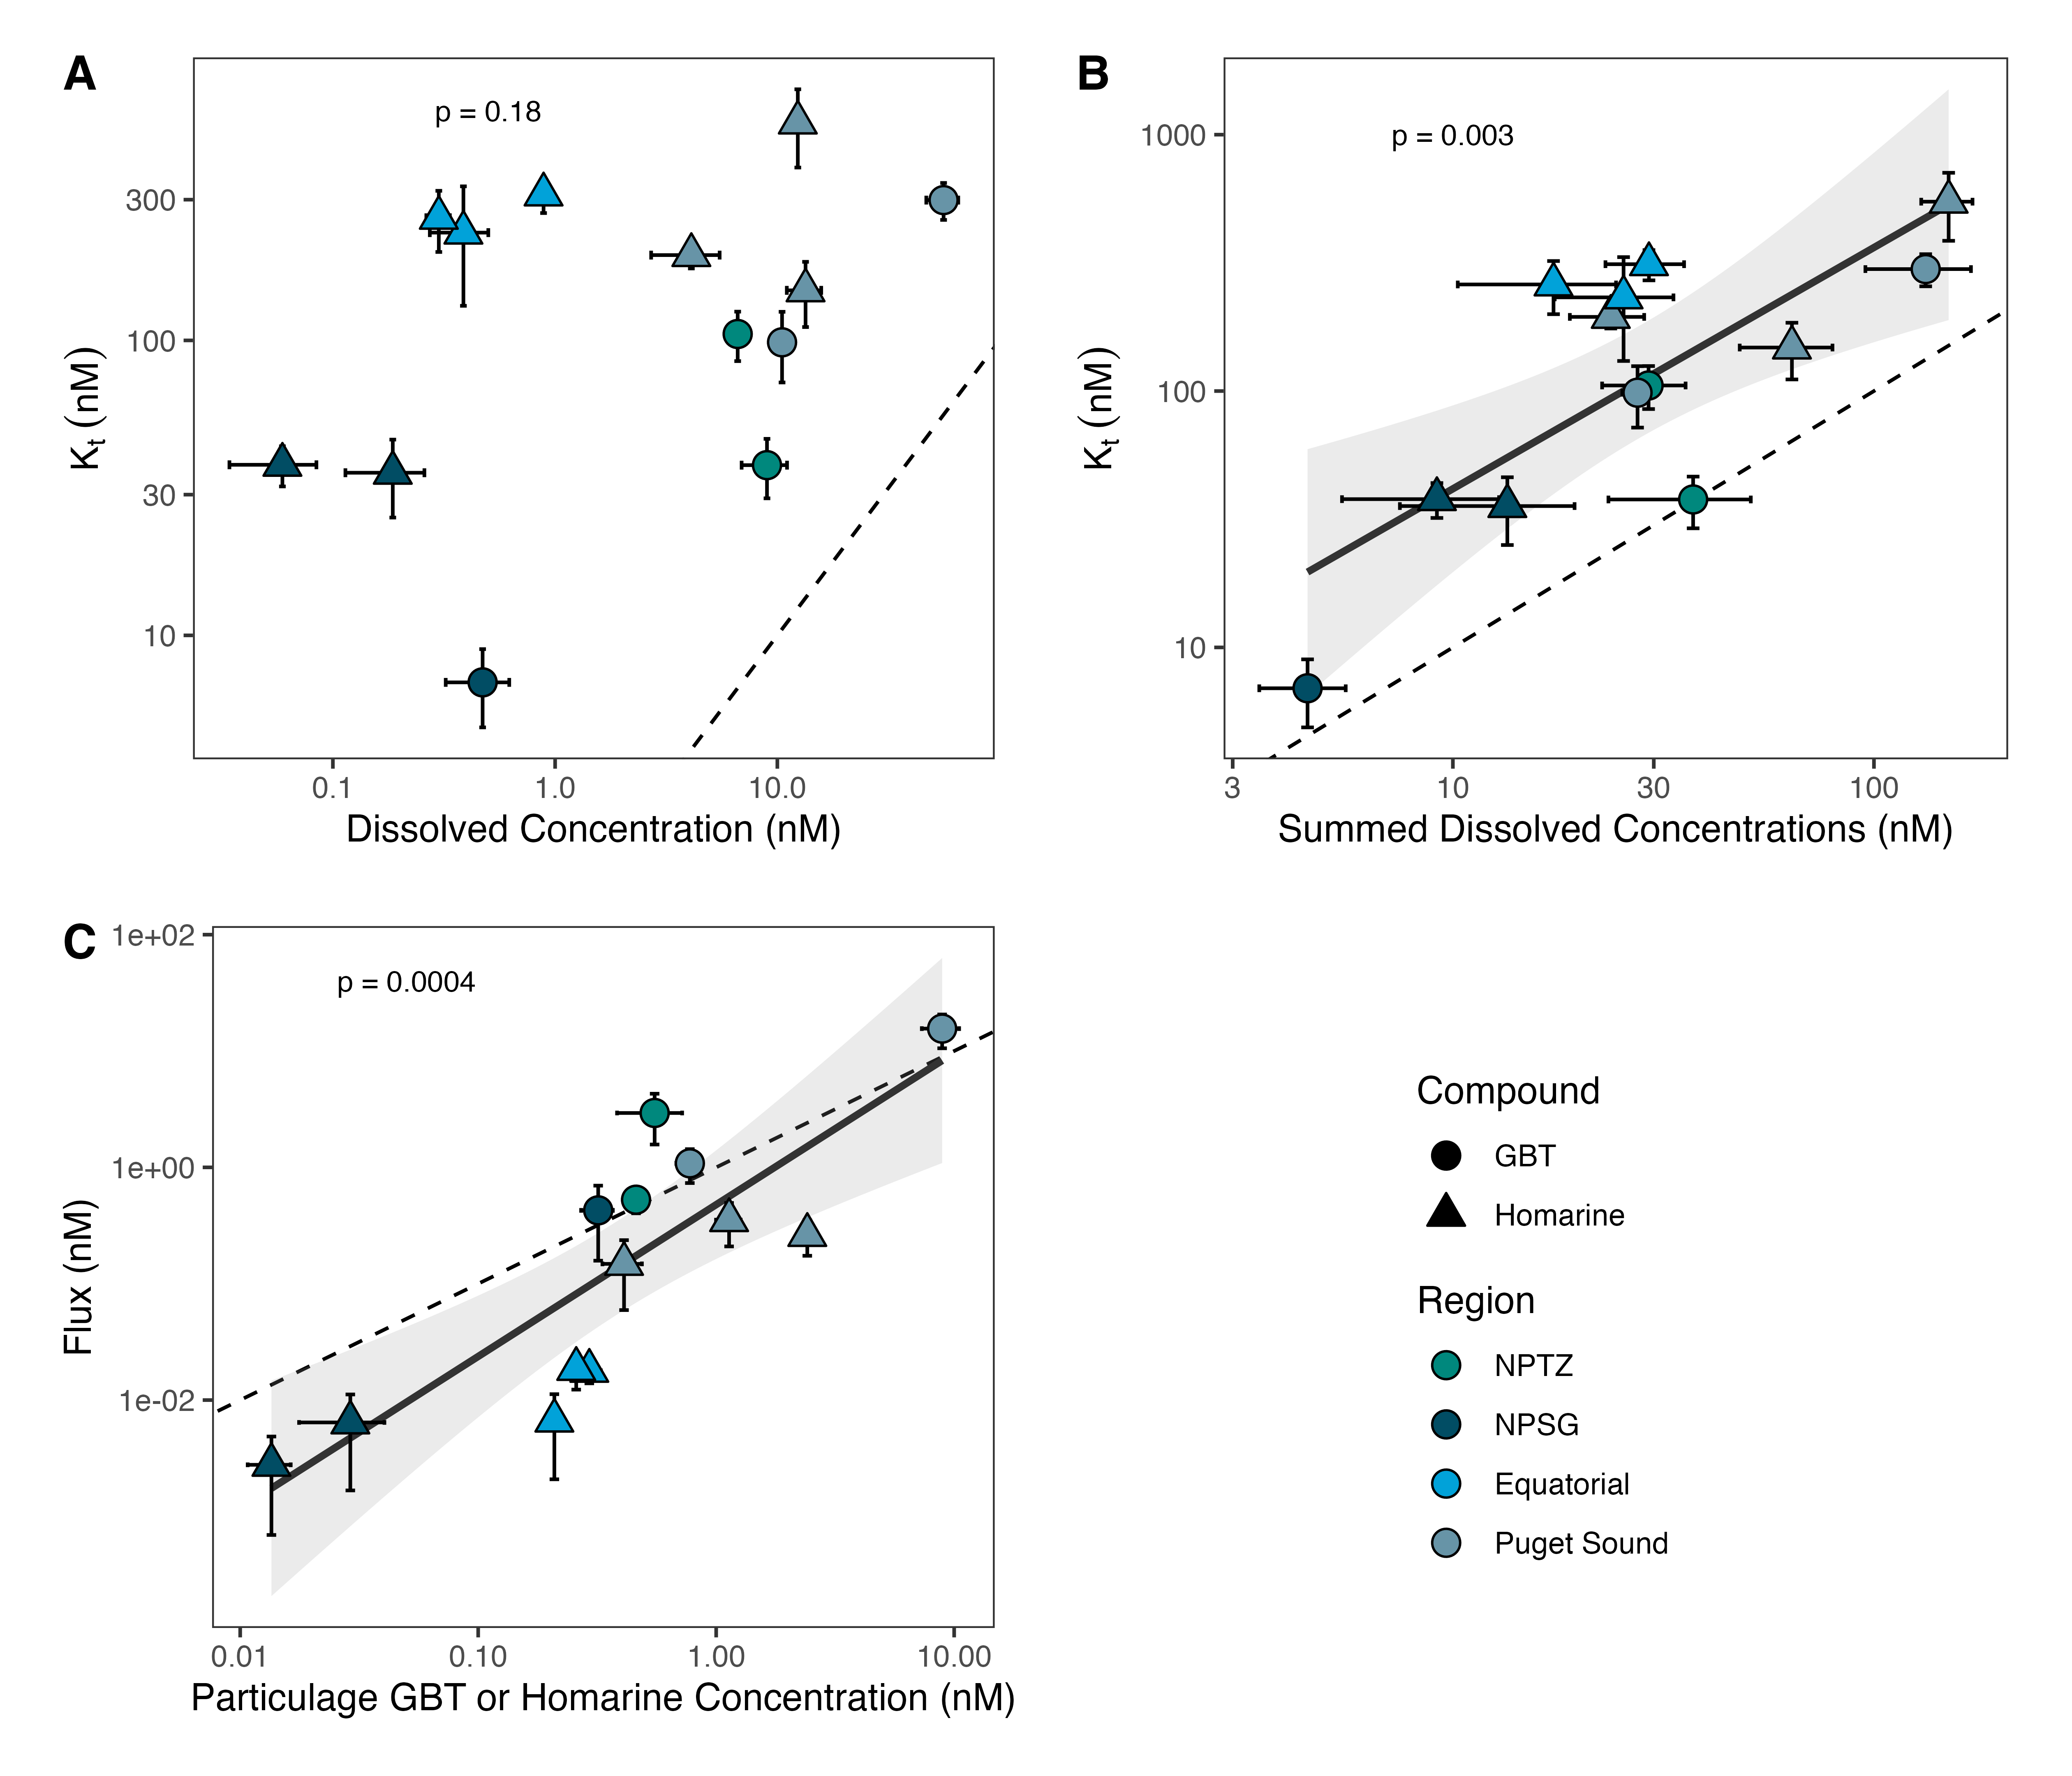 A
p = 0.18
300
100
30
10
Kt (nM)
0.1
1.0
10.0
Dissolved Concentration (nM)
B
p = 0.003
1000
100
10
Kt (nM)
3
10
30
100
Summed Dissolved Concentrations (nM)
C
p = 0.0004
1e+02
1e+00
1e-02
Flux (nM)
0.01
0.10
1.00
10.00
Particulage GBT or Homarine Concentration (nM)
Compound
GBT
Homarine
Region
NPTZ
NPSG
Equatorial
Puget Sound